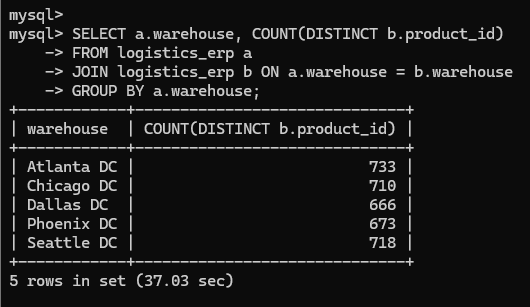 mysql>
mysql> SELECT a.warehouse, COUNT(DISTINCT b.product_id)
    -> FROM logistics_erp a
    -> JOIN logistics_erp b ON a.warehouse = b.warehouse
    -> GROUP BY a.warehouse;
+------------+------------------------------+
| warehouse  | COUNT(DISTINCT b.product_id) |
+------------+------------------------------+
| Atlanta DC |                          733 |
| Chicago DC |                          710 |
| Dallas DC  |                          666 |
| Phoenix DC |                          673 |
| Seattle DC |                          718 |
+------------+------------------------------+
5 rows in set (37.03 sec)